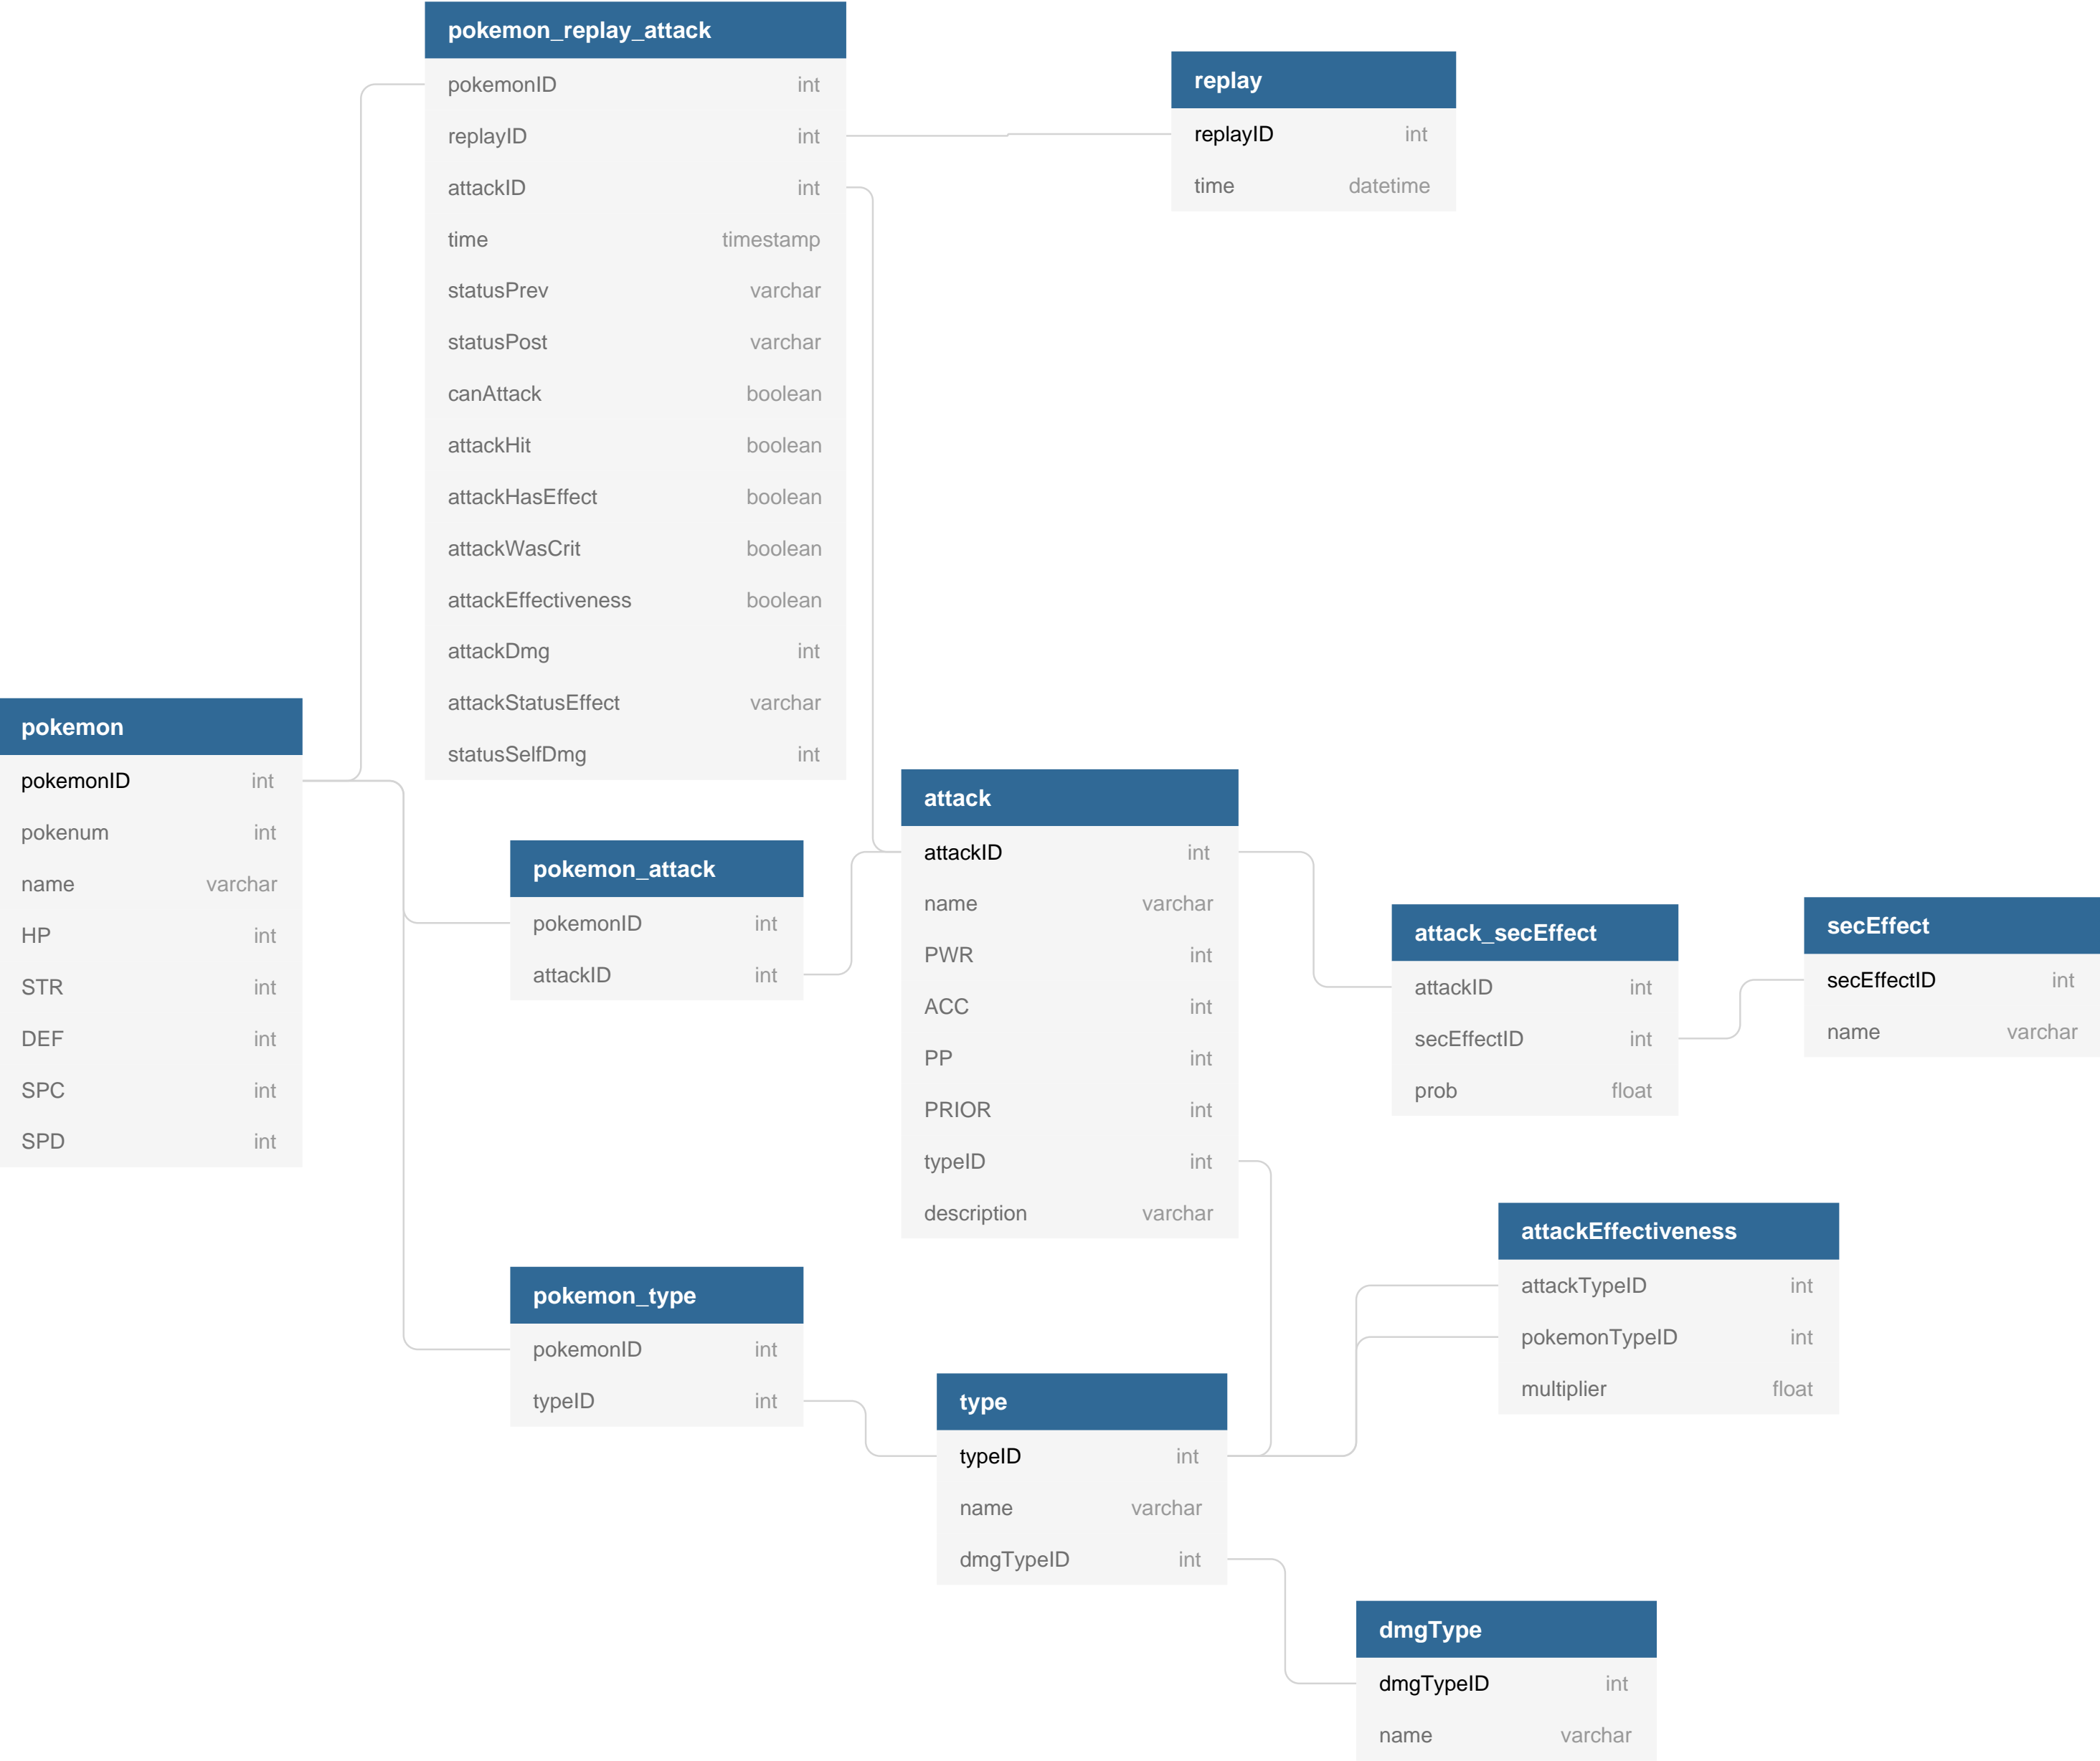 pokemon_replay_attack
pokemonID int
replayID int
attackID int
time timestamp
statusPrev varchar
statusPost varchar
canAttack boolean
attackHit boolean
attackHasEffect boolean
attackWasCrit boolean
attackEffectiveness boolean
attackDmg int
attackStatusEffect varchar
statusSelfDmg int
replay
replayID int
time datetime
pokemon
pokemonID int
pokenum int
name varchar
HP int
STR int
DEF int
SPC int
SPD int
pokemon_attack
pokemonID int
attackID int
attack
attackID int
name varchar
PWR int
ACC int
PP int
PRIOR int
typeID int
description varchar
attack_secEffect
attackID int
secEffectID int
prob float
secEffect
secEffectID int
name varchar
attackEffectiveness
attackTypeID int
pokemonTypeID int
multiplier float
pokemon_type
pokemonID int
typeID int
type
typeID int
name varchar
dmgTypeID int
dmgType
dmgTypeID int
name varchar